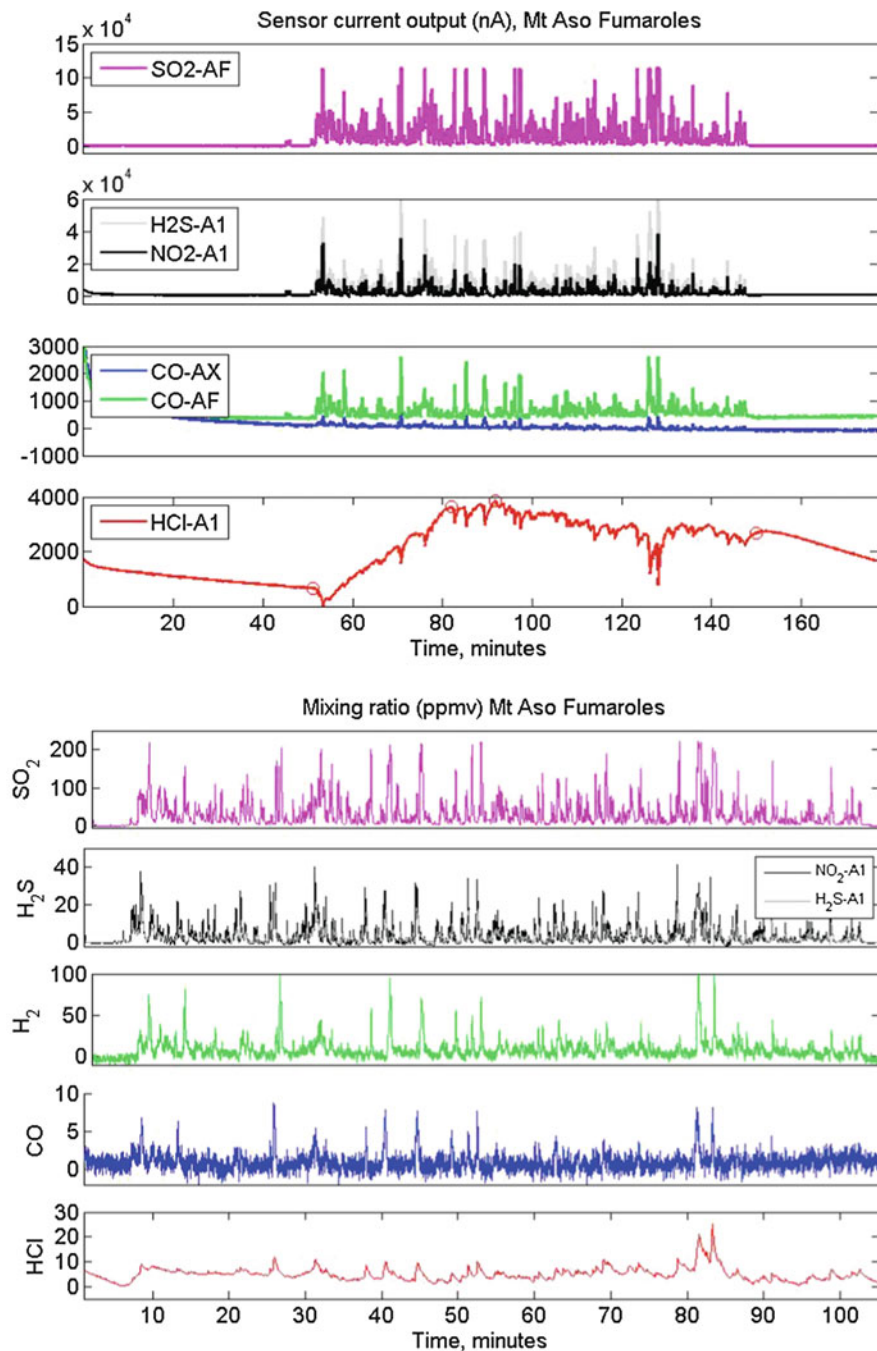 Sensor current output (nA), Mt Aso Fumaroles
x 10⁴
15
10
5
0
SO2-AF
x 10⁴
6
4
2
0
H2S-A1
NO2-A1
3000
2000
1000
0
-1000
CO-AX
CO-AF
4000
2000
0
HCl-A1
20 40 60 80 100 120 140 160
Time, minutes
Mixing ratio (ppmv) Mt Aso Fumaroles
SO₂
200
100
0
H₂S
40
20
0
NO₂-A1
H₂S-A1
H₂
100
50
0
CO
10
5
0
HCl
30
20
10
0
10 20 30 40 50 60 70 80 90 100
Time, minutes